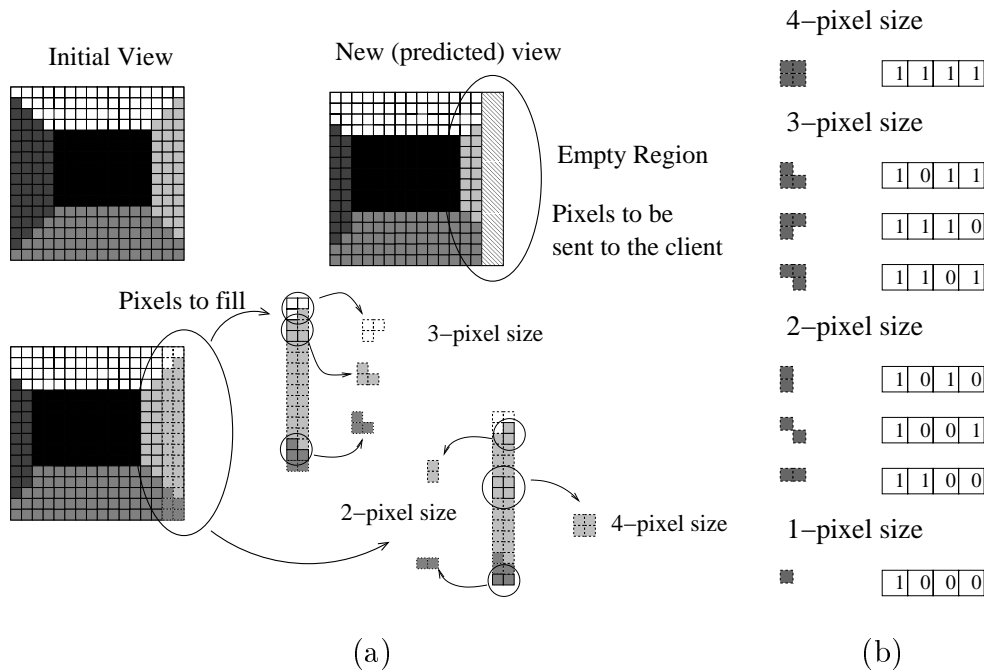 Initial View
New (predicted) view
Empty Region
Pixels to be
sent to the client
Pixels to fill
3−pixel size
2−pixel size
4−pixel size
(a)
4−pixel size
1 1 1 1
3−pixel size
1 0 1 1
1 1 1 0
1 1 0 1
2−pixel size
1 0 1 0
1 0 0 1
1 1 0 0
1−pixel size
1 0 0 0
(b)